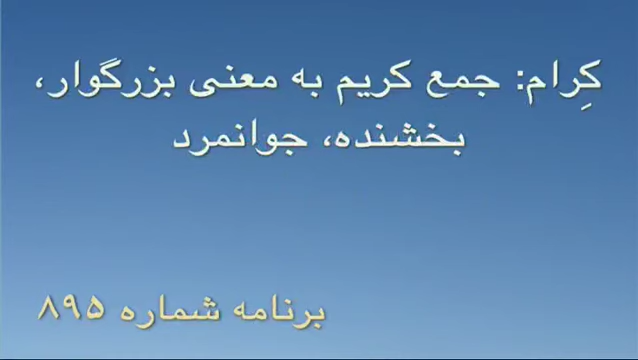 کِرام: جمع کریم به معنی بزرگوار،
بخشنده، جوانمرد
برنامه شماره ۸۹۵